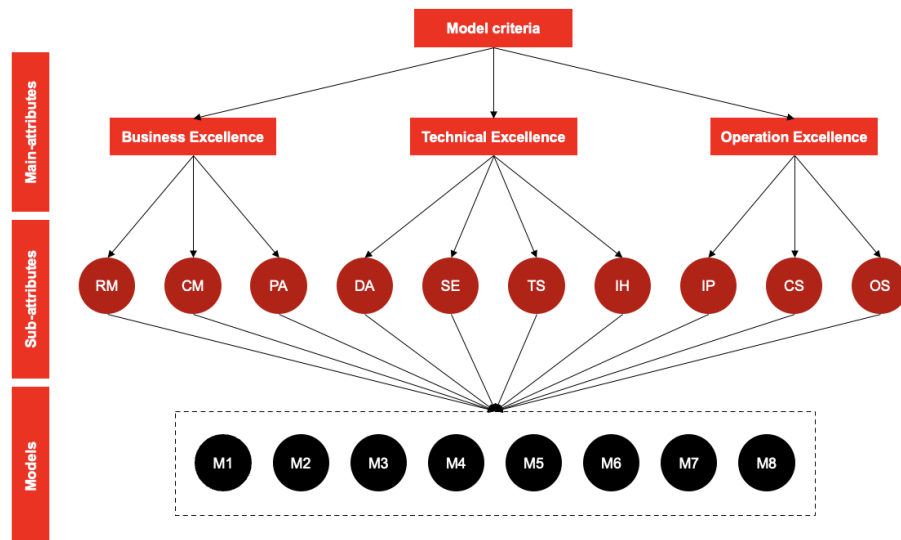 Model criteria
Main-attributes
Business Excellence
Technical Excellence
Operation Excellence
Sub-attributes
RM
CM
PA
DA
SE
TS
IH
IP
CS
OS
Models
M1
M2
M3
M4
M5
M6
M7
M8